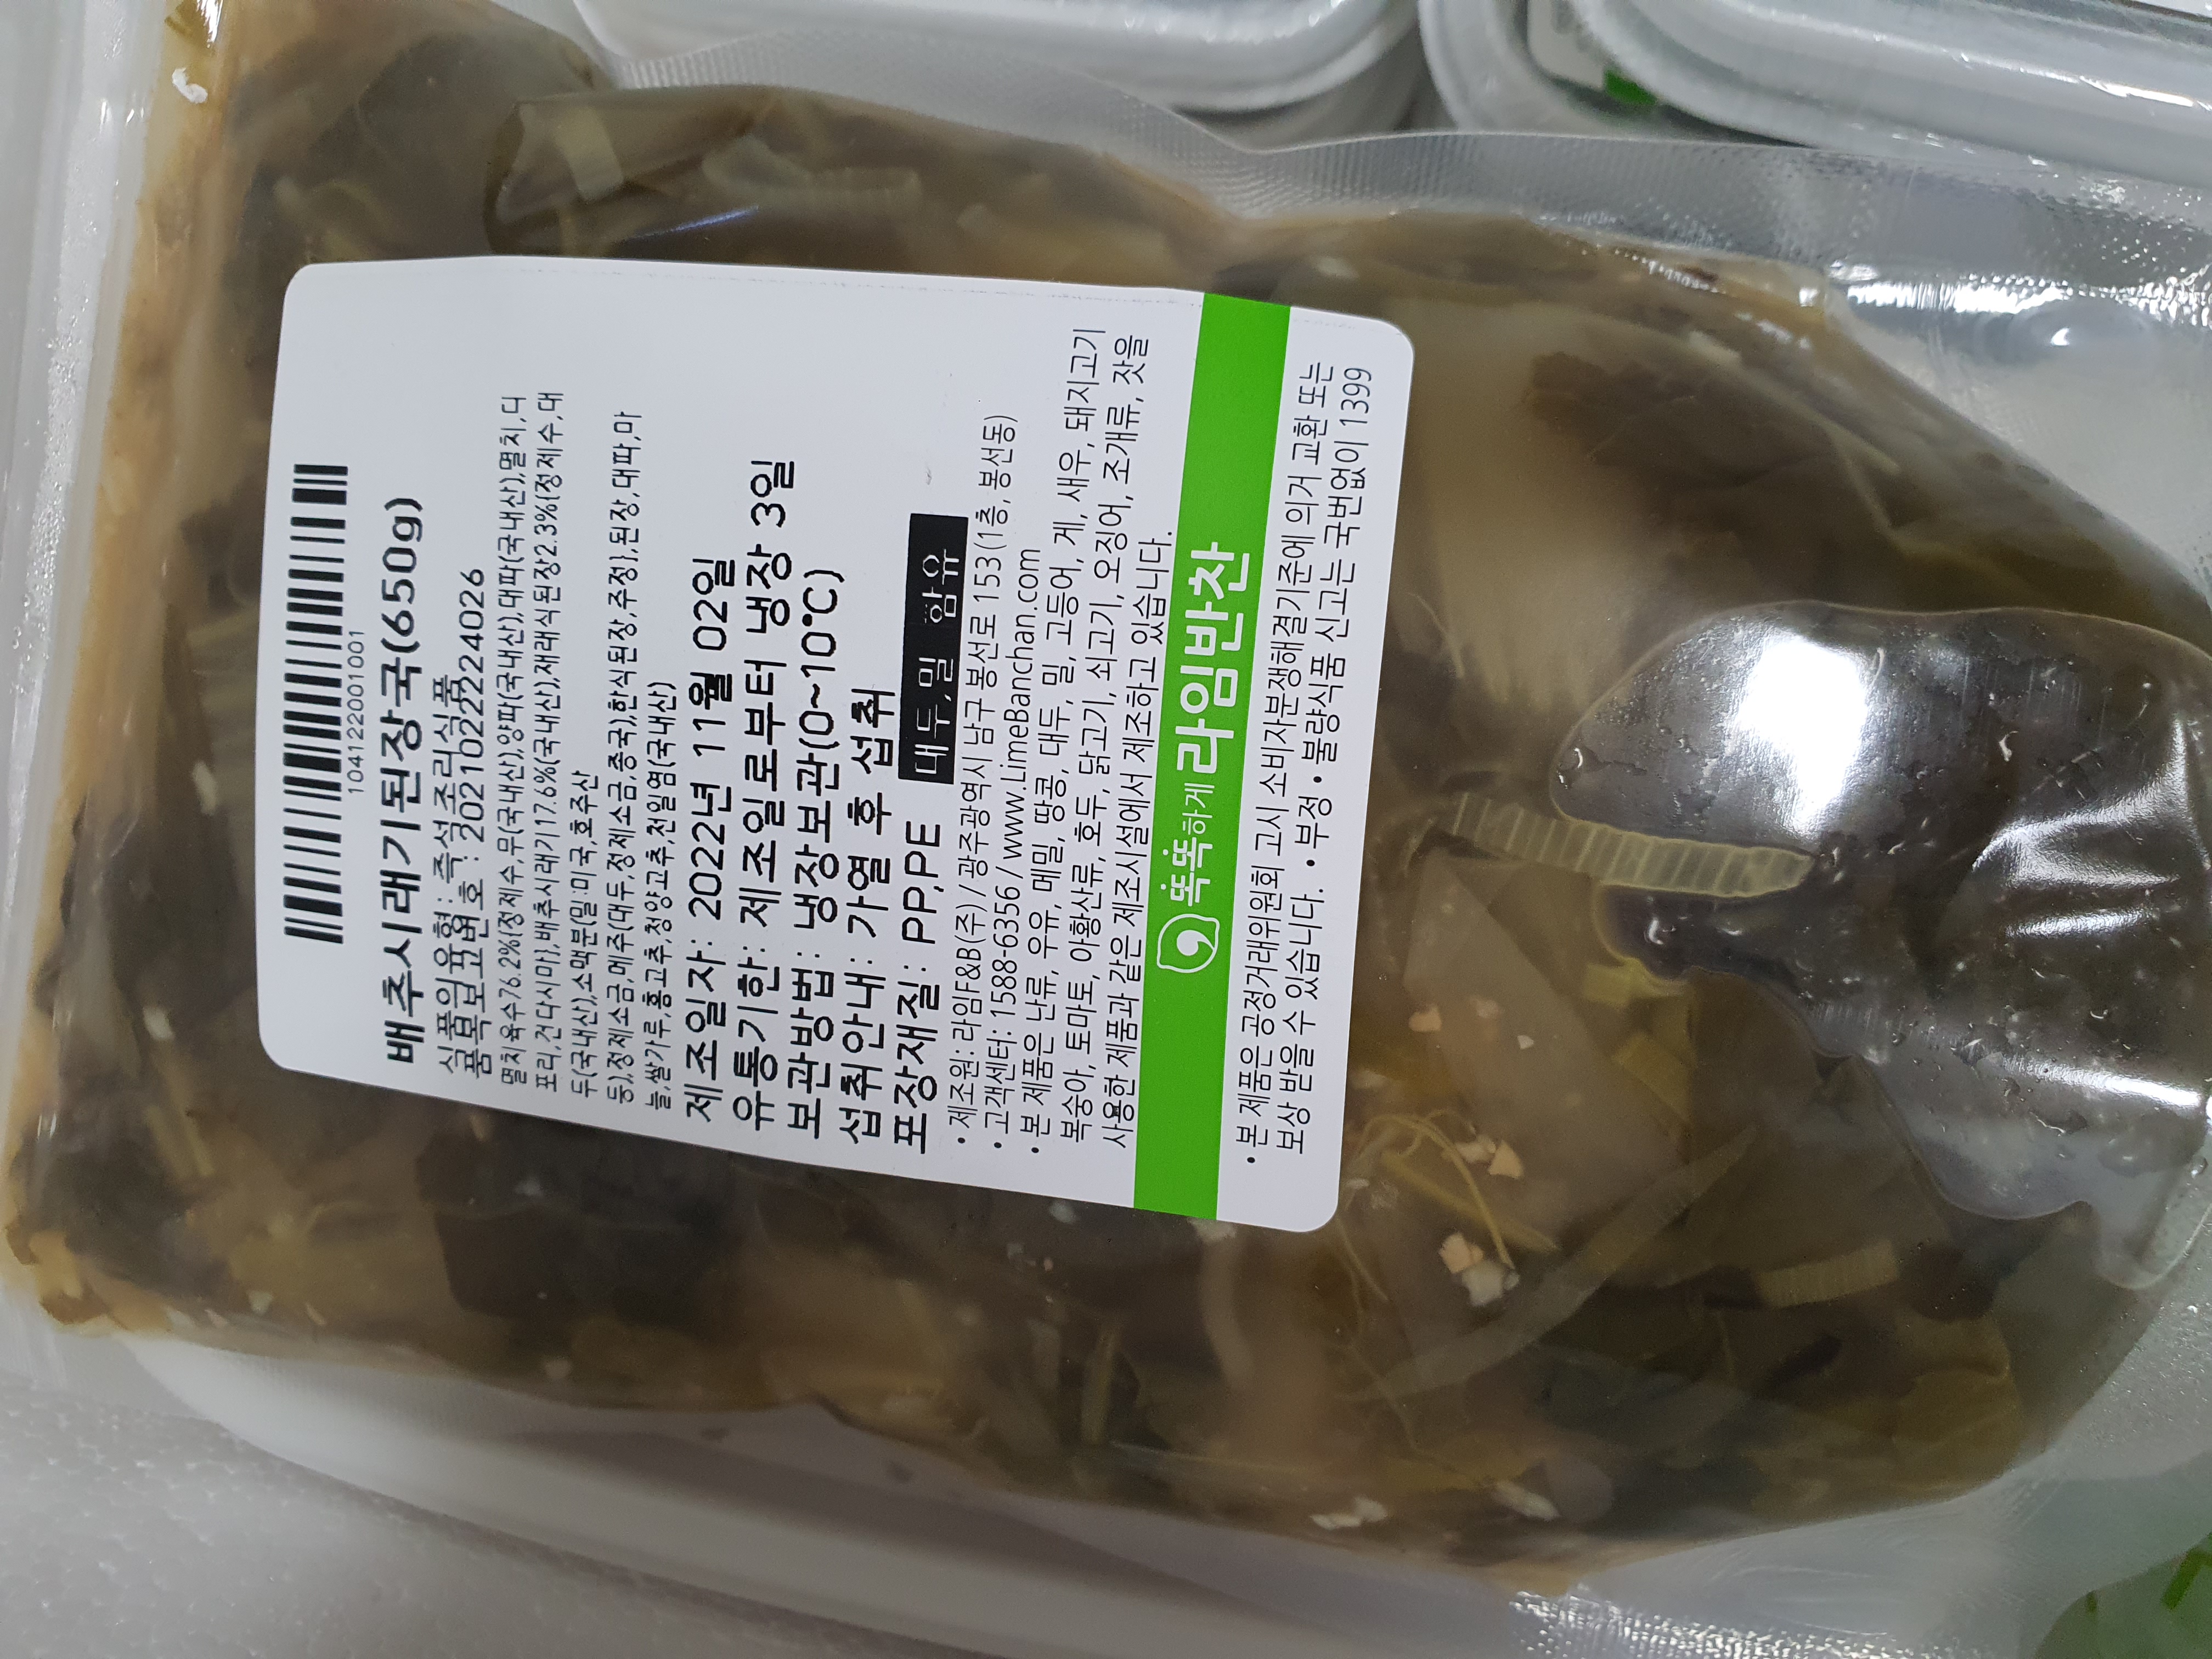 1041220201001
배추시래기된장국(650g)
식품의유형: 즉석조리식품
품목보고번호: 20210222224026
멸치육수76.2%{정제수,무(국내산),양파(국내산),대파(국내산),멸치,디
포리,건다시마},배추시래기17.6%(국내산),재래식된장2.3%{정제수,대
두(국내산),소맥분(밀:미국,호주산
등),정제소금,메주(대두,정제소금,종국),한식된장,주정},된장,대파,마
늘,쌀가루,홍고추,청양고추,천일염(국내산)
제조일자: 2022년 11월 02일
유통기한: 제조일로부터 냉장 3일
보관방법: 냉장보관(0~10℃)
섭취안내: 가열 후 섭취
포장재질: PP,PE 대두,밀 함유
• 제조원: 라임F&B(주) / 광주광역시 남구 봉선로 153(1층, 봉선동)
• 고객센터: 1588-6356 / www.LimeBanchan.com
• 본 제품은 난류, 우유, 메밀, 땅콩, 대두, 밀, 고등어, 게, 새우, 돼지고기
복숭아, 토마토, 아황산류, 호두, 닭고기, 쇠고기, 오징어, 조개류, 잣을
사용한 제품과 같은 제조시설에서 제조하고 있습니다.
똑똑하게 라임반찬
• 본 제품은 공정거래위원회 고시 소비자분쟁해결기준에 의거 교환 또는
보상 받을 수 있습니다. • 부정 • 불량식품 신고는 국번없이 1399